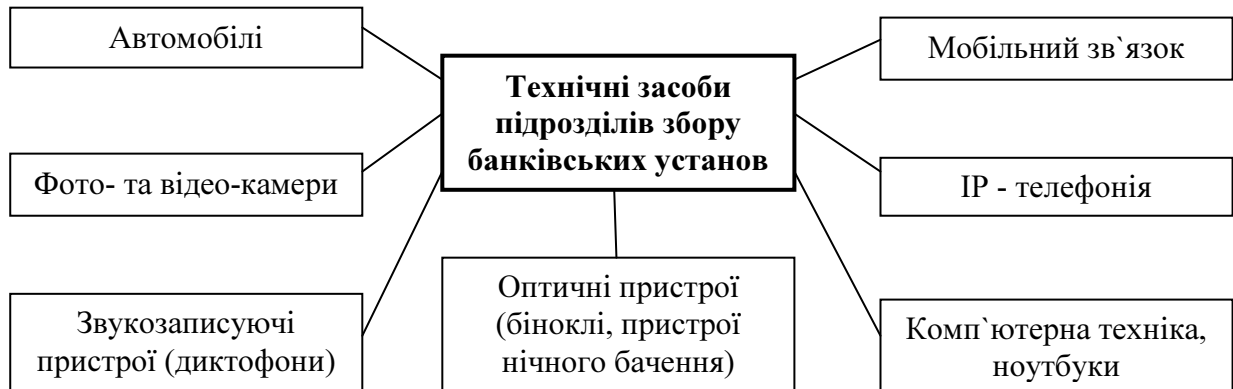 Автомобілі
Технічні засоби
підрозділів збору
банківських установ
Мобільний зв`язок
Фото- та відео-камери
ІР - телефонія
Звукозаписуючі
пристрої (диктофони)
Оптичні пристрої
(біноклі, пристрої
нічного бачення)
Комп`ютерна техніка,
ноутбуки